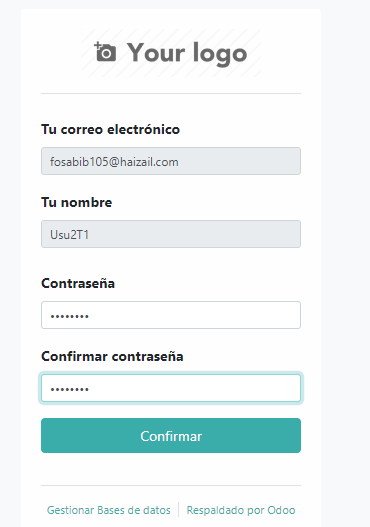 Your logo
Tu correo electrónico
fosabib105@haizail.com
Tu nombre
Usu2T1
Contraseña
••••••••
Confirmar contraseña
••••••••
Confirmar
Gestionar Bases de datos | Respaldado por Odoo